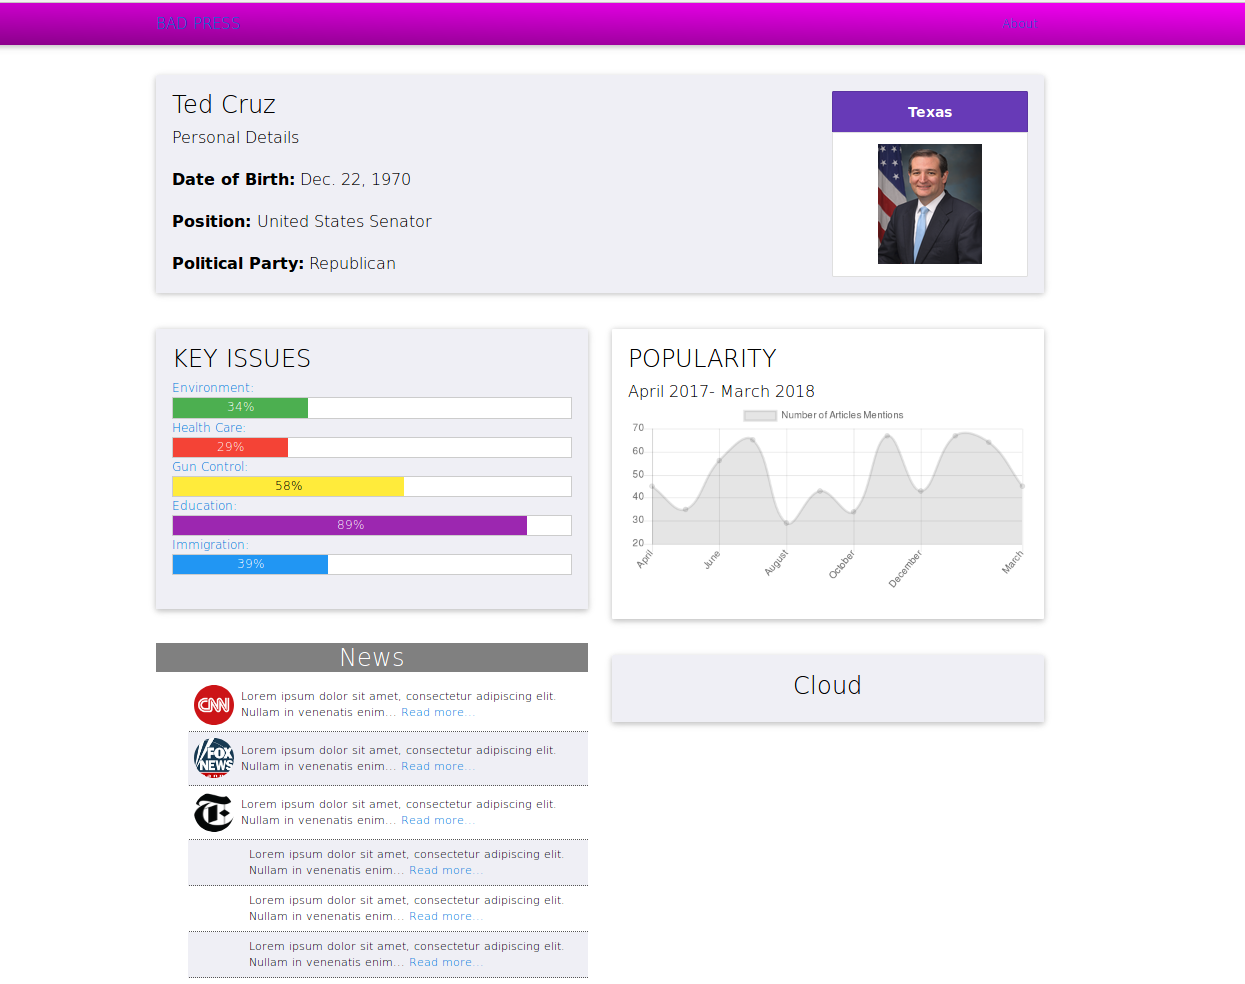 BAD-PRESS
About
Ted Cruz
Personal Details
Date of Birth: Dec. 22, 1970
Position: United States Senator
Political Party: Republican
Texas
KEY ISSUES
Environment:
34%
Health Care:
29%
Gun Control:
58%
Education:
89%
Immigration:
39%
POPULARITY
April 2017- March 2018
Number of Articles Mentions
70
60
50
40
30
20
April
June
August
October
December
March
News
CNN
Lorem ipsum dolor sit amet, consectetur adipiscing elit.
Nullam in venenatis enim... Read more...
FOX
NEWS
Lorem ipsum dolor sit amet, consectetur adipiscing elit.
Nullam in venenatis enim... Read more...
T
Lorem ipsum dolor sit amet, consectetur adipiscing elit.
Nullam in venenatis enim... Read more...
Lorem ipsum dolor sit amet, consectetur adipiscing elit.
Nullam in venenatis enim... Read more...
Lorem ipsum dolor sit amet, consectetur adipiscing elit.
Nullam in venenatis enim... Read more...
Lorem ipsum dolor sit amet, consectetur adipiscing elit.
Nullam in venenatis enim... Read more...
Cloud